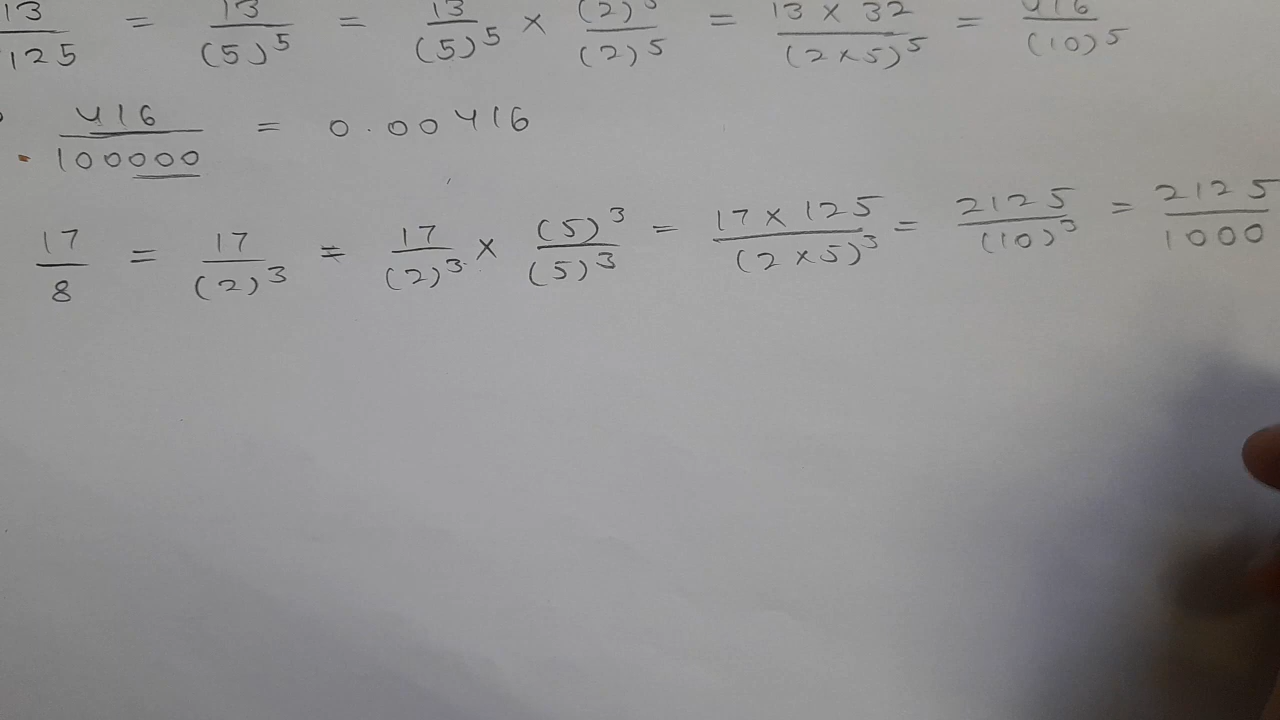 13/125 = 13/(5)^5 = 13/(5)^5 × (2)^5/(2)^5 = 13 × 32/(2×5)^5 = 416/(10)^5
416/100000 = 0.00416
17/8 = 17/(2)^3 = 17/(2)^3 × (5)^3/(5)^3 = 17 × 125/(2×5)^3 = 2125/(10)^3 = 2125/1000